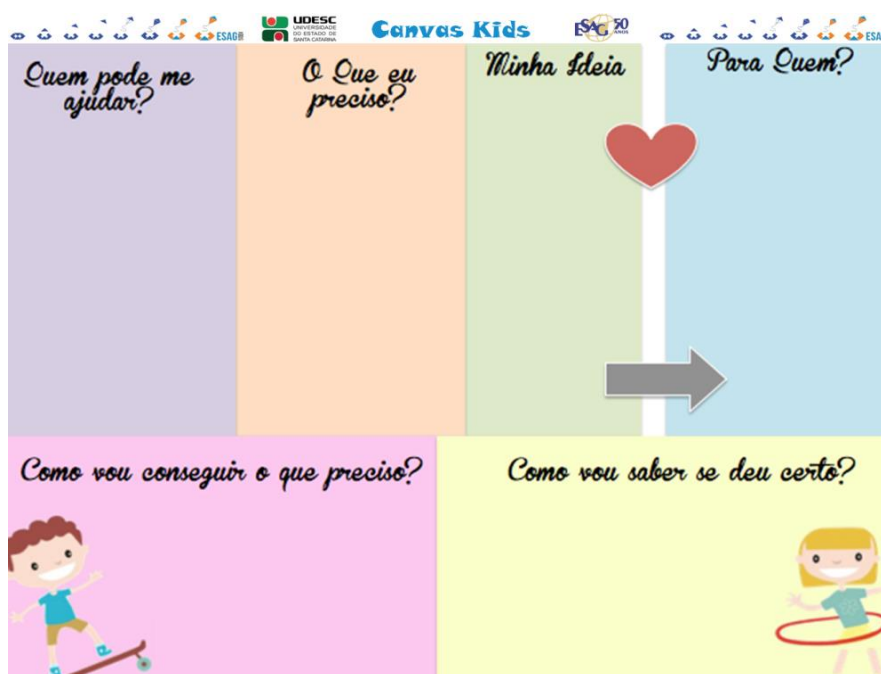 ESAG
UDESC
UNIVERSIDADE
DO ESTADO DE
SANTA CATARINA
Canvas Kids
ESAG 50
ANOS
ESA
Quem pode me
ajudar?
O Que eu
preciso?
Minha Ideia
Para Quem?
Como vou conseguir o que preciso?
Como vou saber se deu certo?